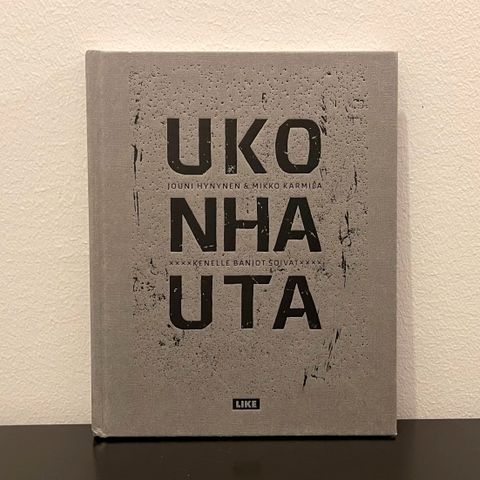 UKO
JOUNI HYNYNEN & MIKKO KARMILA
NHA
××××KENELLE BANJOT SOIVAT××××
UTA
LIKE